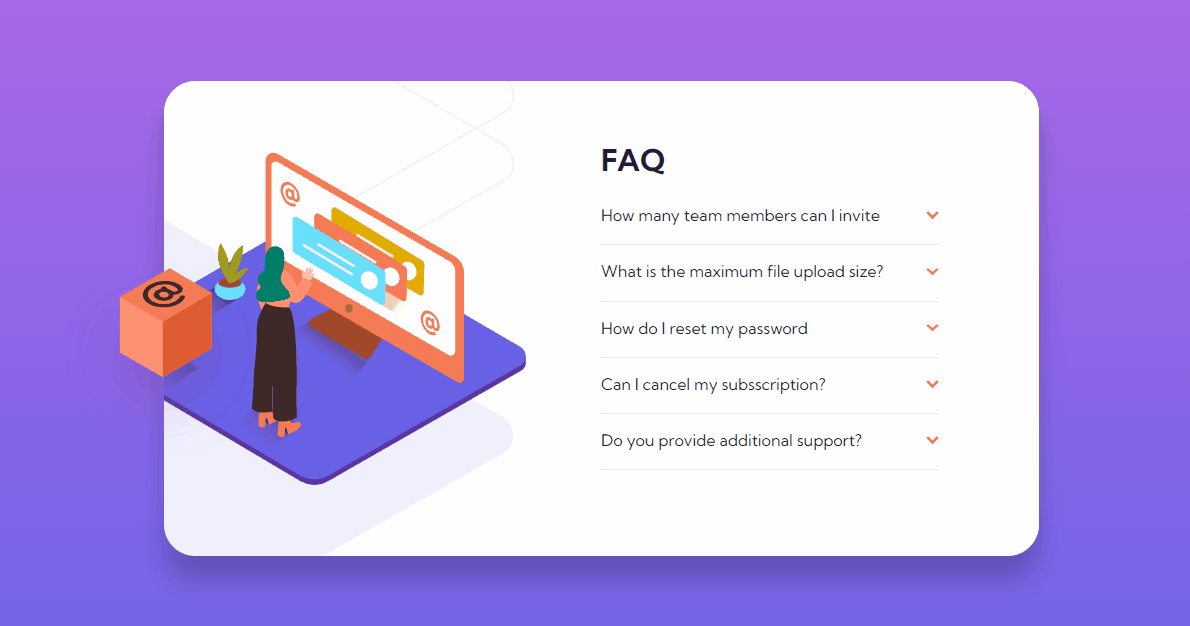 FAQ
How many team members can I invite
What is the maximum file upload size?
How do I reset my password
Can I cancel my subsscription?
Do you provide additional support?
@
@
@